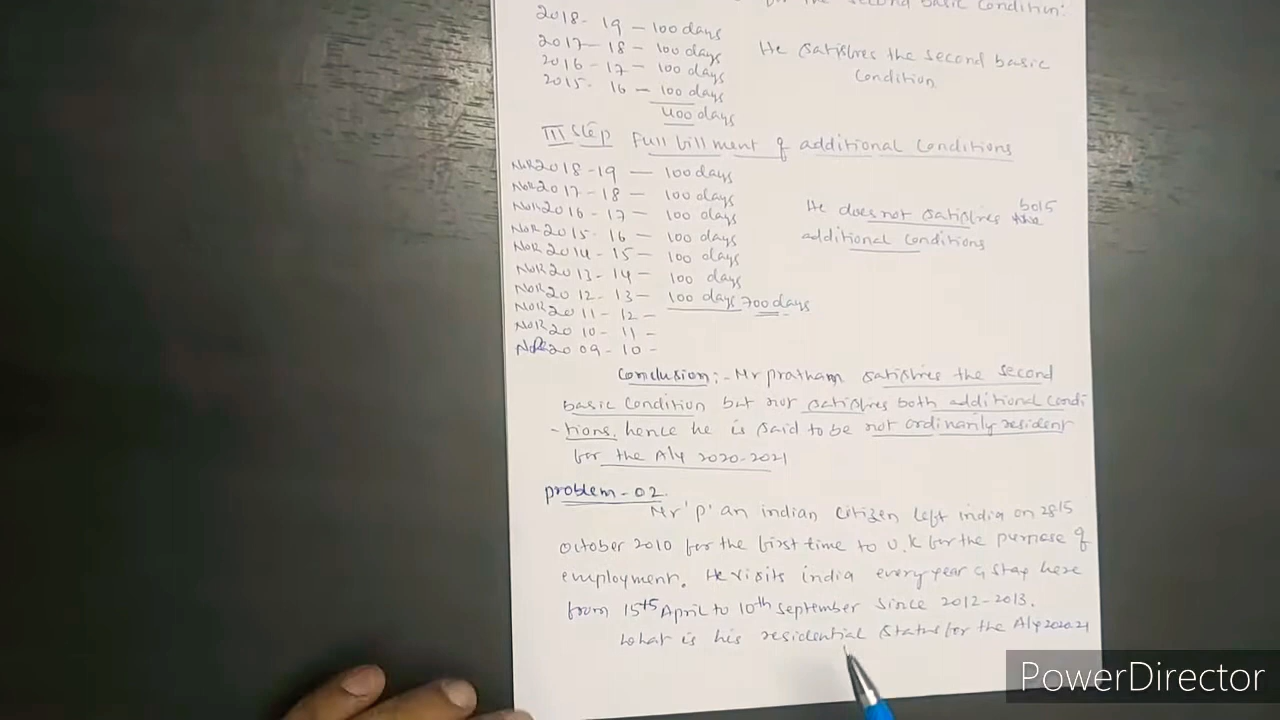 for the second basic condition:
2018-19 - 100 days
2017-18 - 100 days
2016-17 - 100 days
2015-16 - 100 days
400 days
He satisfies the second basic
condition
III Step Fullfillment of additional conditions
NOR 2018-19 - 100 days
NOR 2017-18 - 100 days
NOR 2016-17 - 100 days
NOR 2015-16 - 100 days
NOR 2014-15 - 100 days
NOR 2013-14 - 100 days
NOR 2012-13 - 100 days 700 days
NOR 2011-12 -
NOR 2010-11 -
NOR 2009-10 -
He does not satisfies both
additional conditions
Conclusion:- Mr pratham satisfies the second
basic condition but not satisfies both additional condi
-tions. hence he is said to be not ordinarily resident
for the A/y 2020-2021
problem-02.
Mr 'p' an indian citizen left india on 28th
october 2010 for the first time to U.K for the purpose of
employment. He visits india every year & stay here
from 15th April to 10th september since 2012-2013.
what is his residential status for the A/y 2020 21
PowerDirector